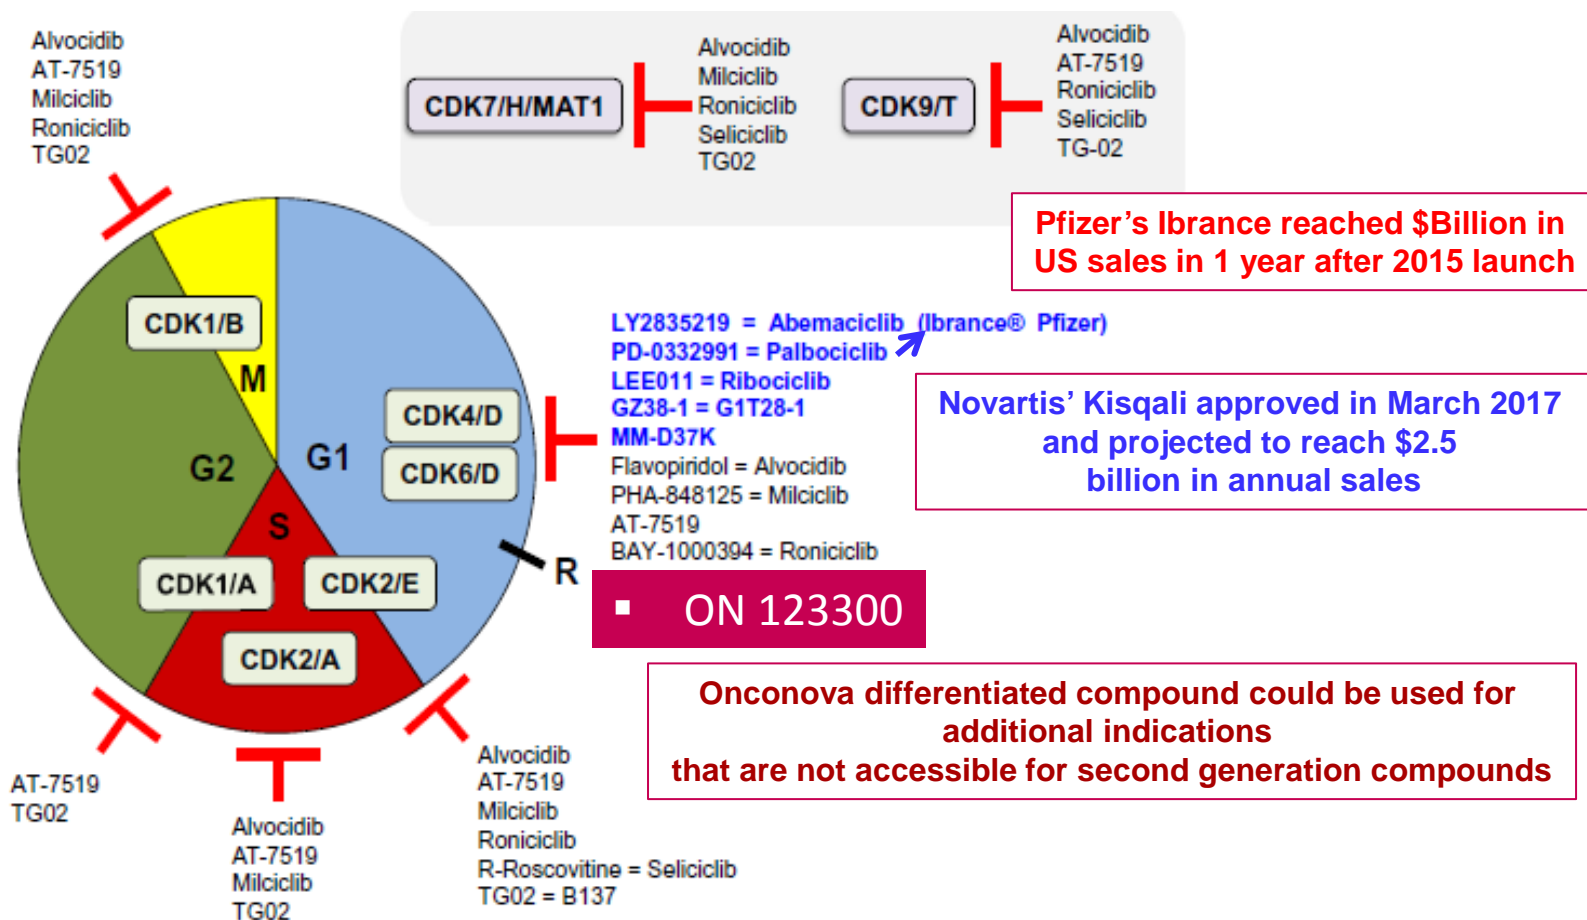 Alvocidib
AT-7519
Milciclib
Roniciclib
TG02
CDK7/H/MAT1
Alvocidib
Milciclib
Roniciclib
Seliciclib
TG02
CDK9/T
Alvocidib
AT-7519
Roniciclib
Seliciclib
TG-02
Pfizer’s Ibrance reached $Billion in
US sales in 1 year after 2015 launch
CDK1/B
M
G2
G1
S
CDK4/D
CDK6/D
CDK1/A
CDK2/E
CDK2/A
R
LY2835219 = Abemaciclib (Ibrance® Pfizer)
PD-0332991 = Palbociclib
LEE011 = Ribociclib
GZ38-1 = G1T28-1
MM-D37K
Flavopiridol = Alvocidib
PHA-848125 = Milciclib
AT-7519
BAY-1000394 = Roniciclib
Novartis’ Kisqali approved in March 2017
and projected to reach $2.5
billion in annual sales
▪ ON 123300
Onconova differentiated compound could be used for
additional indications
that are not accessible for second generation compounds
AT-7519
TG02
Alvocidib
AT-7519
Milciclib
TG02
Alvocidib
AT-7519
Milciclib
Roniciclib
R-Roscovitine = Seliciclib
TG02 = B137